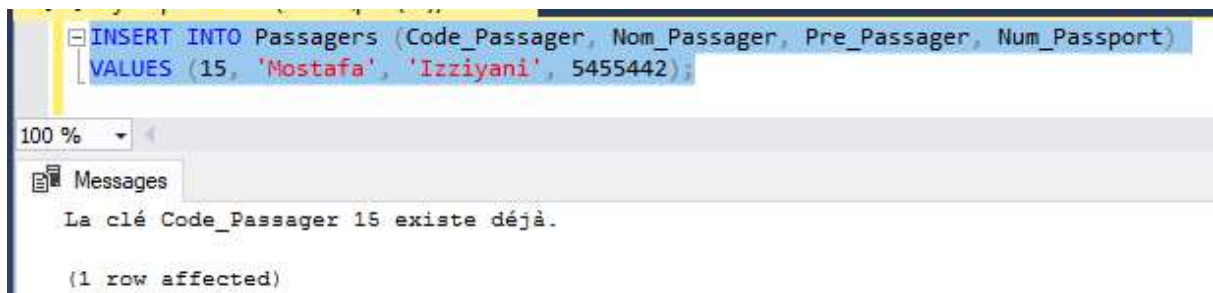 INSERT INTO Passagers (Code_Passager, Nom_Passager, Pre_Passager, Num_Passport)
VALUES (15, 'Mostafa', 'Izziyani', 5455442);
100 %
Messages
La clé Code_Passager 15 existe déjà.
(1 row affected)